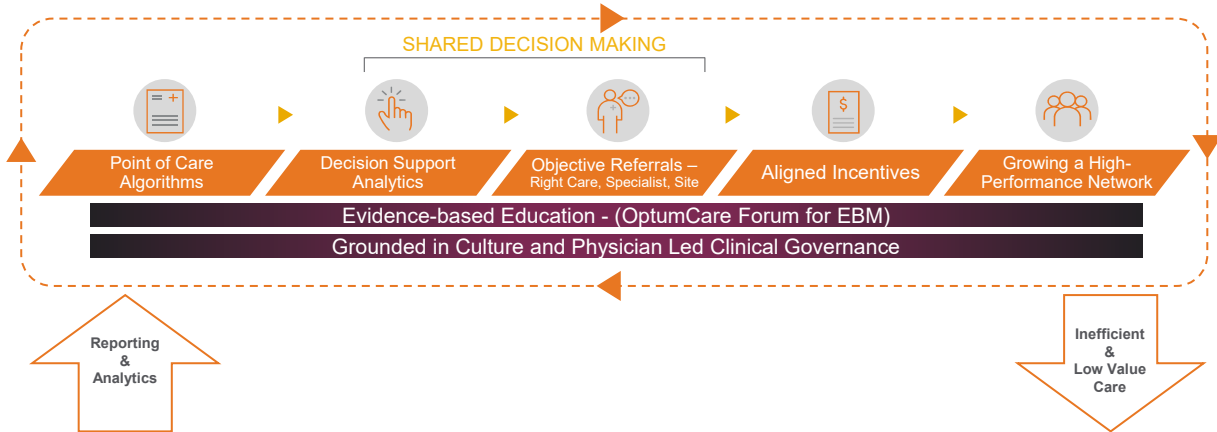 SHARED DECISION MAKING
Point of Care
Algorithms
Decision Support
Analytics
Objective Referrals –
Right Care, Specialist, Site
$
Aligned Incentives
Growing a High-
Performance Network
Evidence-based Education - (OptumCare Forum for EBM)
Grounded in Culture and Physician Led Clinical Governance
Reporting
&
Analytics
Inefficient
&
Low Value
Care